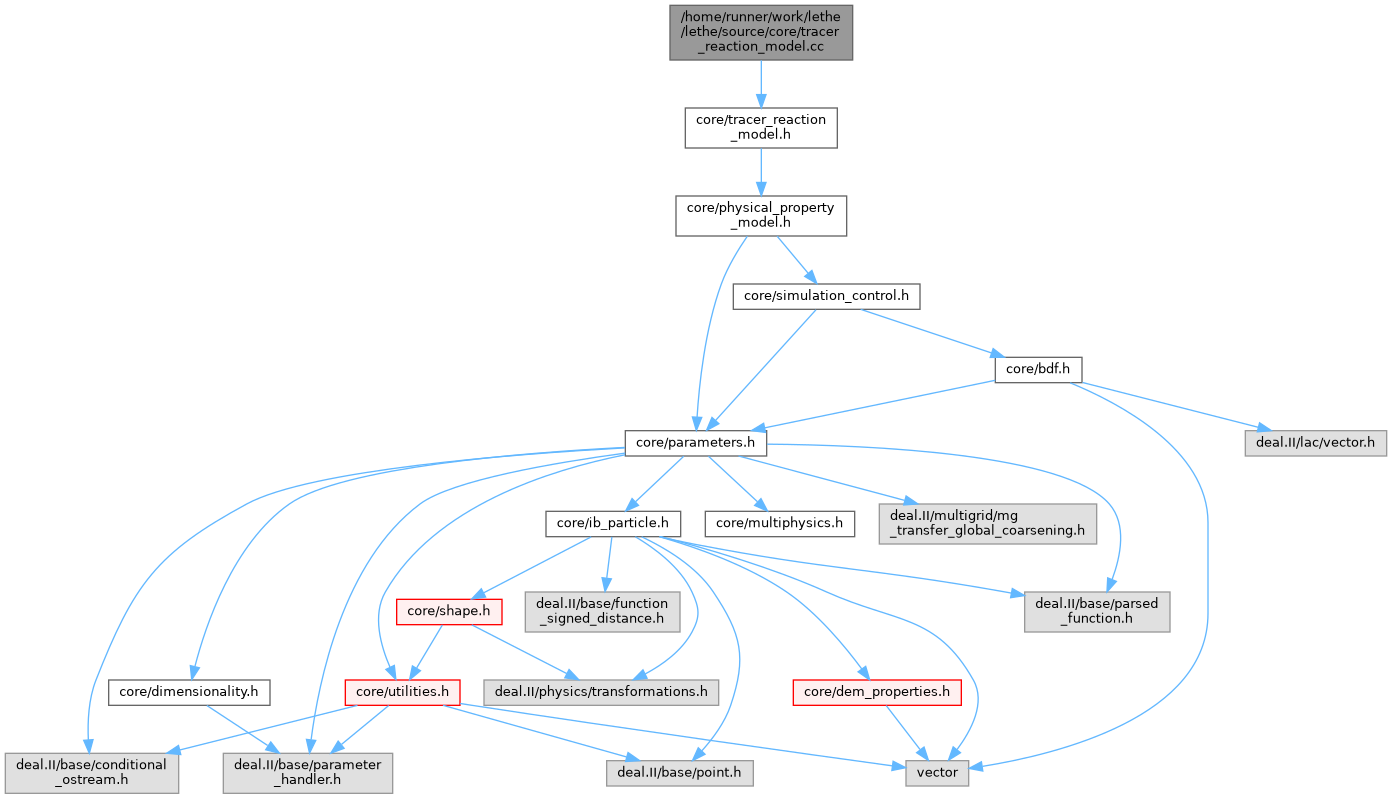 /home/runner/work/lethe
/lethe/source/core/tracer
_reaction_model.cc
core/tracer_reaction
_model.h
core/physical_property
_model.h
core/simulation_control.h
core/bdf.h
core/parameters.h
deal.II/lac/vector.h
core/ib_particle.h
core/multiphysics.h
deal.II/multigrid/mg
_transfer_global_coarsening.h
core/shape.h
deal.II/base/function
_signed_distance.h
deal.II/base/parsed
_function.h
core/dimensionality.h
core/utilities.h
deal.II/physics/transformations.h
core/dem_properties.h
deal.II/base/conditional
_ostream.h
deal.II/base/parameter
_handler.h
deal.II/base/point.h
vector